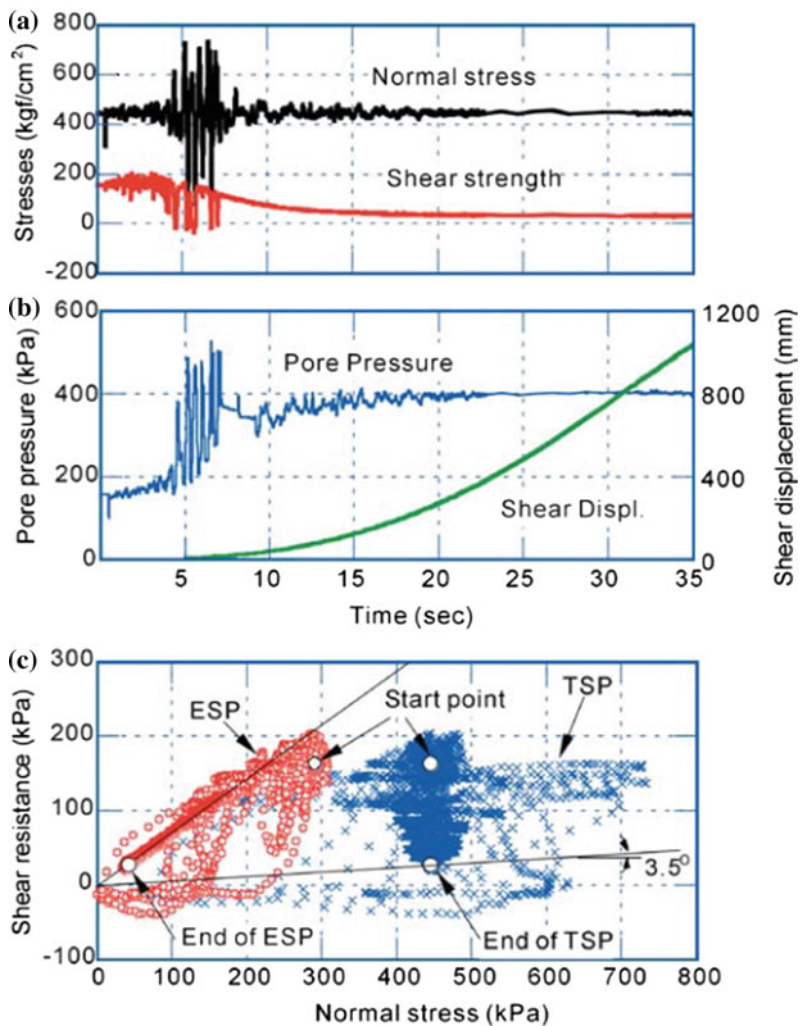 (a)
800
600
400
200
0
-200
Stresses (kgf/cm²)
Normal stress
Shear strength
(b)
600
400
200
0
Pore pressure (kPa)
Pore Pressure
Shear Displ.
1200
800
400
0
Shear displacement (mm)
5 10 15 20 25 30 35
Time (sec)
(c)
300
200
100
0
-100
Shear resistance (kPa)
ESP
Start point
TSP
3.5°
End of ESP
End of TSP
0 100 200 300 400 500 600 700 800
Normal stress (kPa)